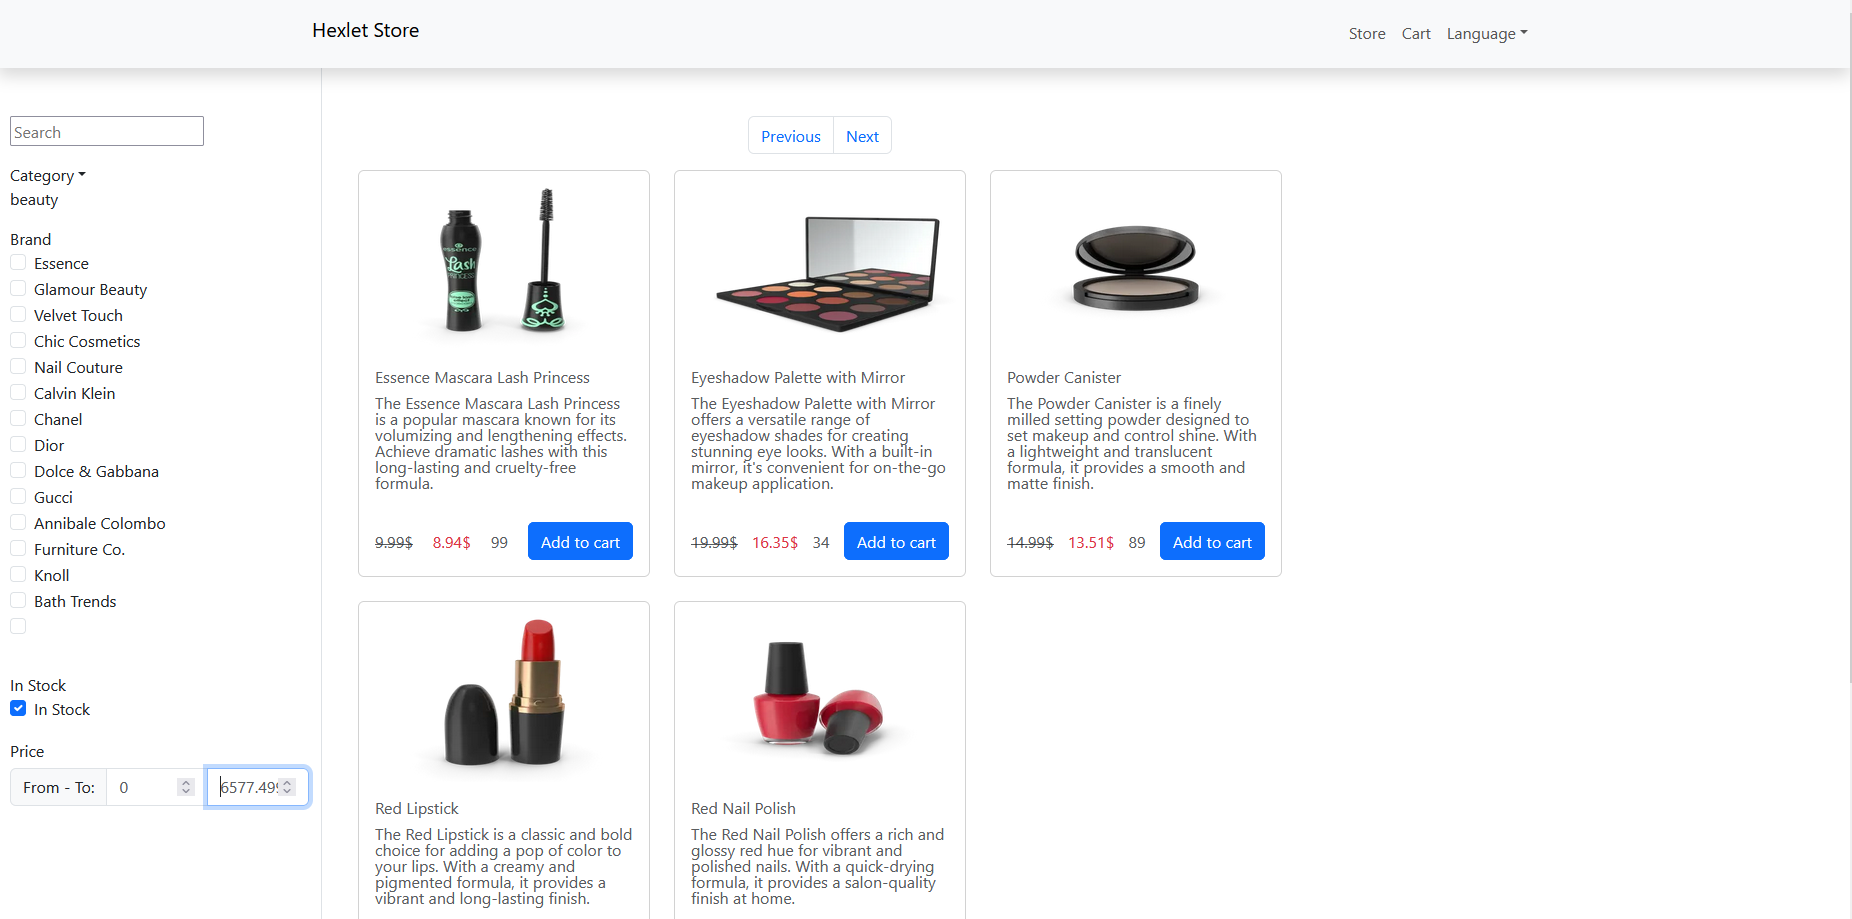 Hexlet Store
Store Cart Language
Search
Category
beauty
Brand
Essence
Glamour Beauty
Velvet Touch
Chic Cosmetics
Nail Couture
Calvin Klein
Chanel
Dior
Dolce & Gabbana
Gucci
Annibale Colombo
Furniture Co.
Knoll
Bath Trends
In Stock
In Stock
Price
From - To: 0 6577.499
Previous Next
essence
Lash
PRINCESS
Essence Mascara Lash Princess
The Essence Mascara Lash Princess
is a popular mascara known for its
volumizing and lengthening effects.
Achieve dramatic lashes with this
long-lasting and cruelty-free
formula.
9.99$ 8.94$ 99 Add to cart
Eyeshadow Palette with Mirror
The Eyeshadow Palette with Mirror
offers a versatile range of
eyeshadow shades for creating
stunning eye looks. With a built-in
mirror, it's convenient for on-the-go
makeup application.
19.99$ 16.35$ 34 Add to cart
Powder Canister
The Powder Canister is a finely
milled setting powder designed to
set makeup and control shine. With
a lightweight and translucent
formula, it provides a smooth and
matte finish.
14.99$ 13.51$ 89 Add to cart
Red Lipstick
The Red Lipstick is a classic and bold
choice for adding a pop of color to
your lips. With a creamy and
pigmented formula, it provides a
vibrant and long-lasting finish.
Red Nail Polish
The Red Nail Polish offers a rich and
glossy red hue for vibrant and
polished nails. With a quick-drying
formula, it provides a salon-quality
finish at home.